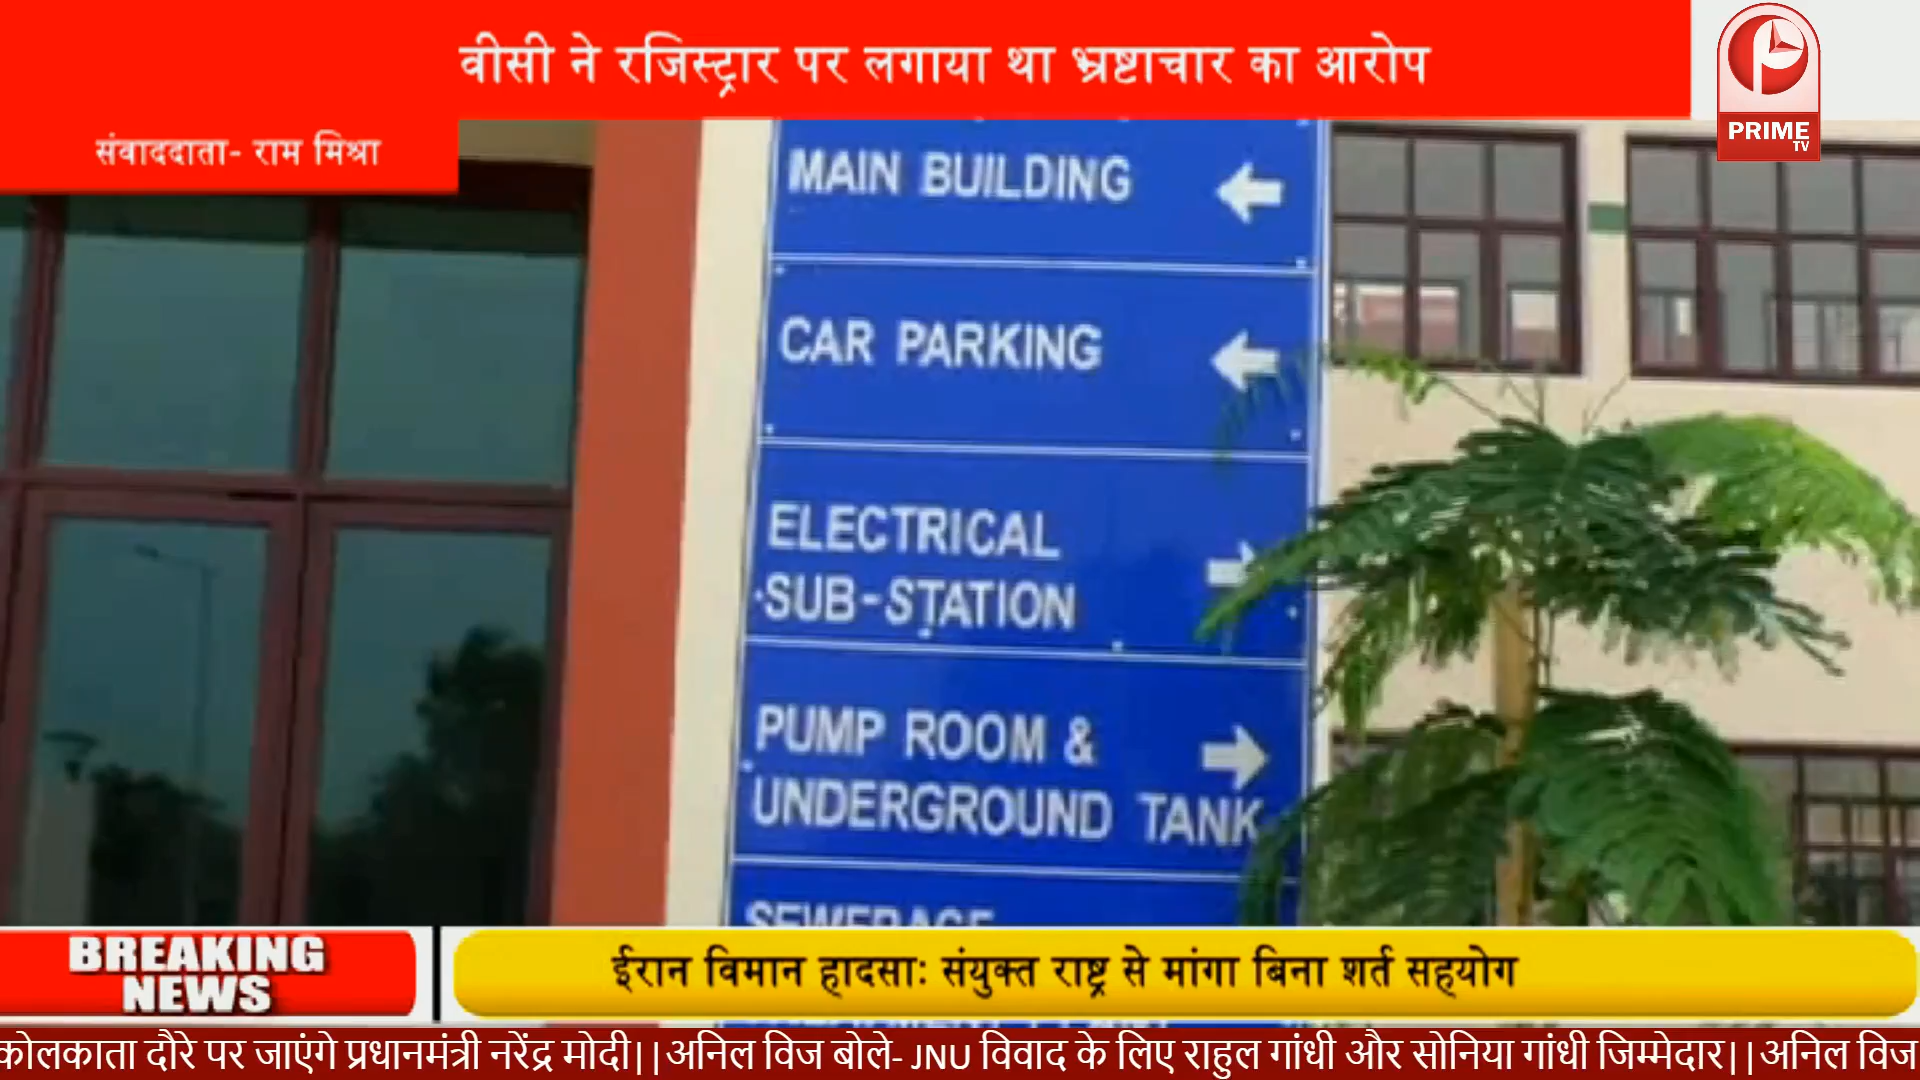 वीसी ने रजिस्ट्रार पर लगाया था भ्रष्टाचार का आरोप
PRIME
TV
संवाददाता- राम मिश्रा
MAIN BUILDING
CAR PARKING
ELECTRICAL
SUB-STATION
PUMP ROOM &
UNDERGROUND TANK
SEWERAGE
BREAKING
NEWS
ईरान विमान हादसा: संयुक्त राष्ट्र से मांगा बिना शर्त सहयोग
कोलकाता दौरे पर जाएंगे प्रधानमंत्री नरेंद्र मोदी||अनिल विज बोले- JNU विवाद के लिए राहुल गांधी और सोनिया गांधी जिम्मेदार||अनिल विज